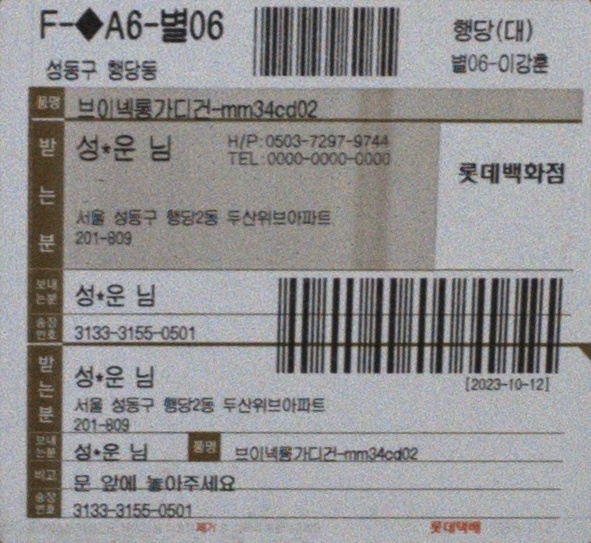 F-◆A6-별06
행당(대)
성동구 행당동
별06-이강훈
품명 브이넥롱가디건-mm34cd02
받는분 성*운 님 H/P:0503-7297-9744
TEL:0000-0000-0000
롯데백화점
서울 성동구 행당2동 두산위브아파트
201-809
보내는분 성*운 님
송장번호 3133-3155-0501
[2023-10-12]
받는분 성*운 님
서울 성동구 행당2동 두산위브아파트
201-809
보내는분 성*운 님 품명 브이넥롱가디건-mm34cd02
비고 문 앞에 놓아주세요
송장번호 3133-3155-0501
제거 롯데택배